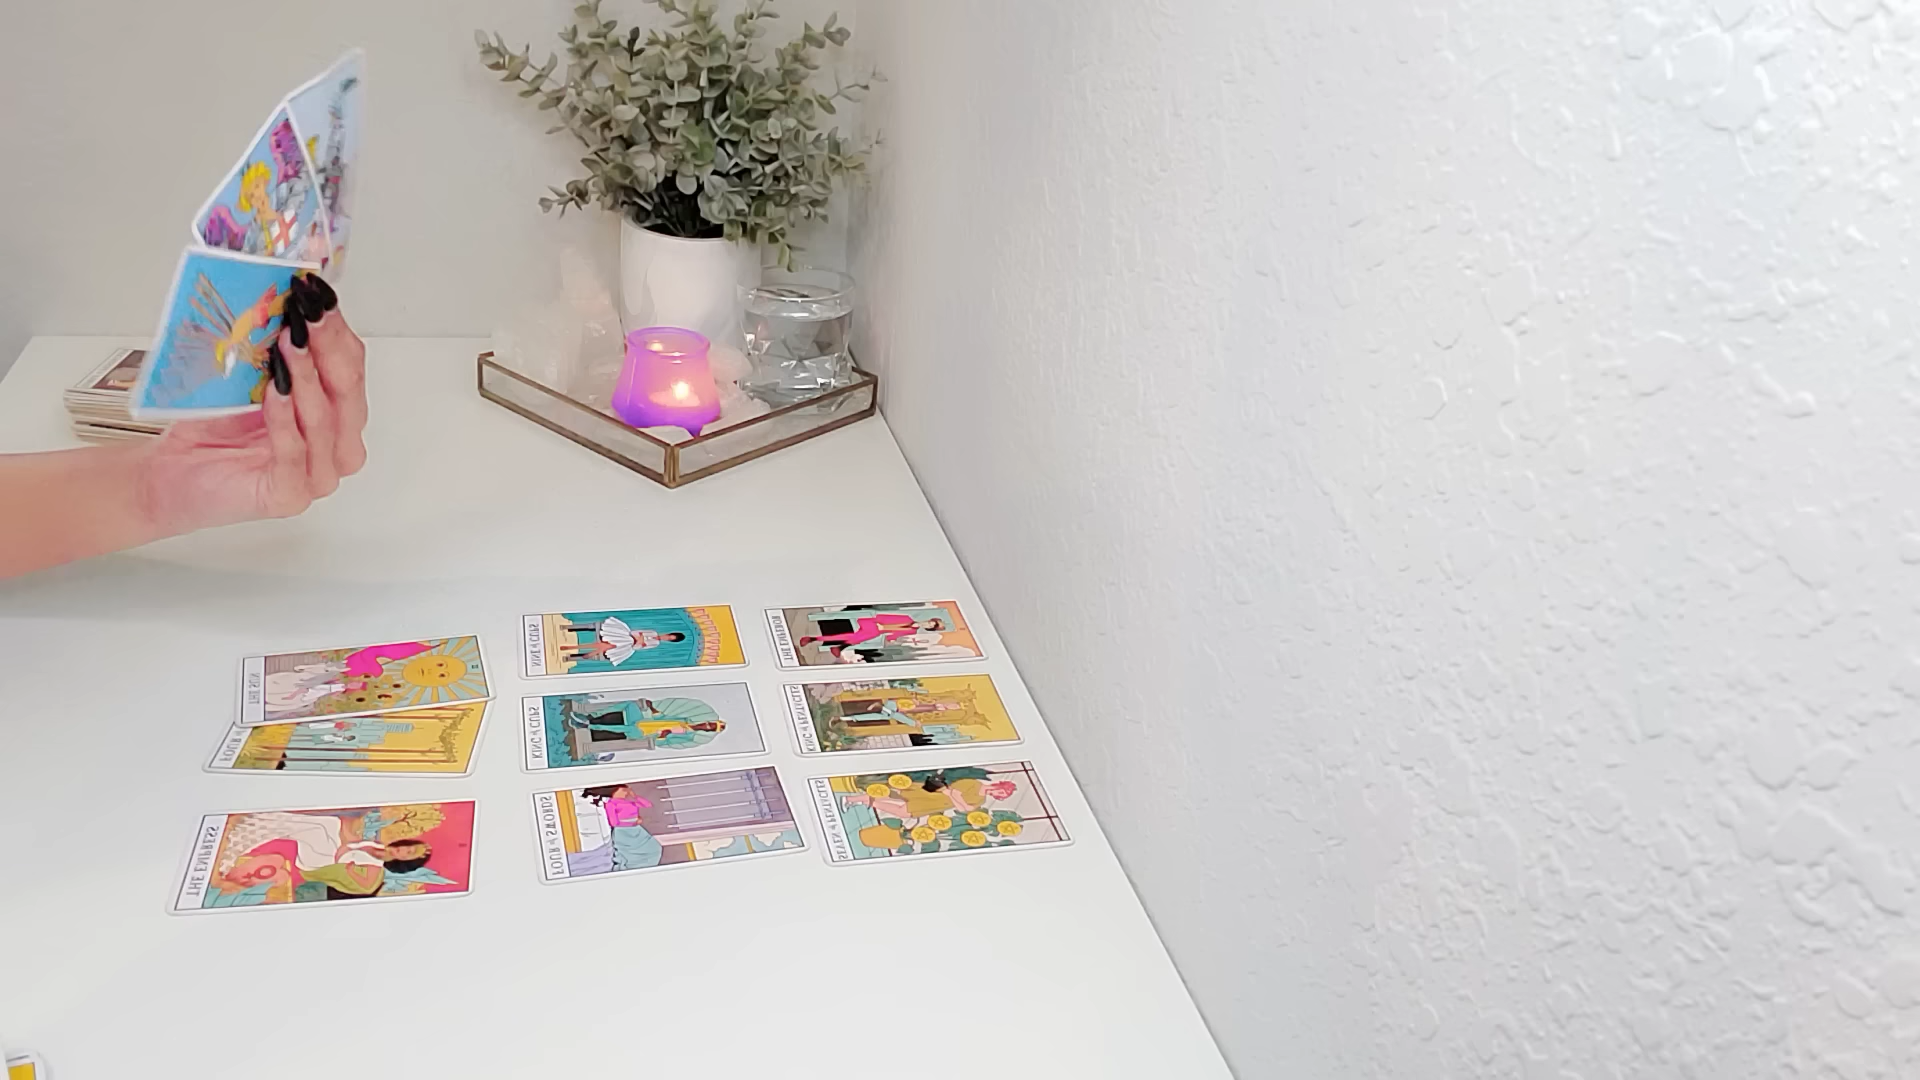 NINE of CUPS
THE EMPEROR
THE SUN
KING of CUPS
KING of PENTACLES
FOUR of
FOUR of SWORDS
SEVEN of PENTACLES
THE EMPRESS